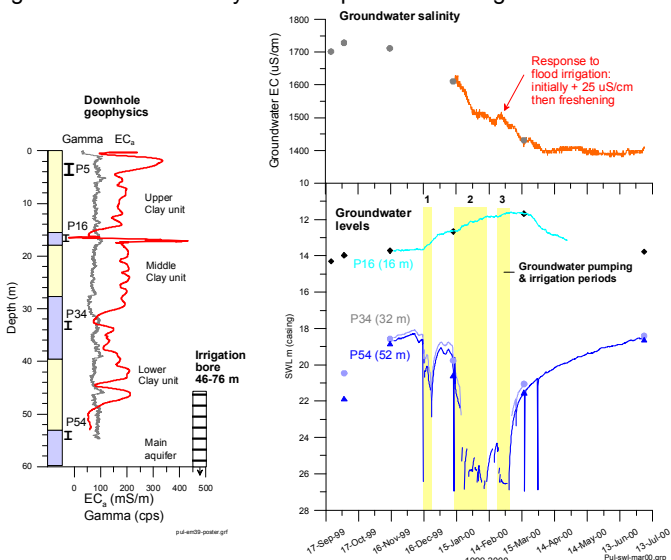 Groundwater salinity
1800
1700
1600
1500
1400
10
Groundwater EC (uS/cm)
Response to
flood irrigation:
initially + 25 uS/cm
then freshening
Downhole
geophysics
Gamma
ECa
0
10
20
30
40
50
60
Depth (m)
P5
P16
P34
P54
Upper
Clay unit
Middle
Clay unit
Lower
Clay unit
Main
aquifer
Irrigation
bore
46-76 m
0 100 200 300 400 500
ECa (mS/m)
Gamma (cps)
pul-em39-poster.grf
1 2 3
12
14
16
18
20
22
24
26
28
SWL m (casing)
Groundwater
levels
P16 (16 m)
Groundwater pumping
& irrigation periods
P34 (32 m)
P54 (52 m)
17-Sep-99
17-Oct-99
16-Nov-99
16-Dec-99
15-Jan-00
14-Feb-00
15-Mar-00
14-Apr-00
14-May-00
13-Jun-00
13-Jul-00
Pul-swl-mar00.grp